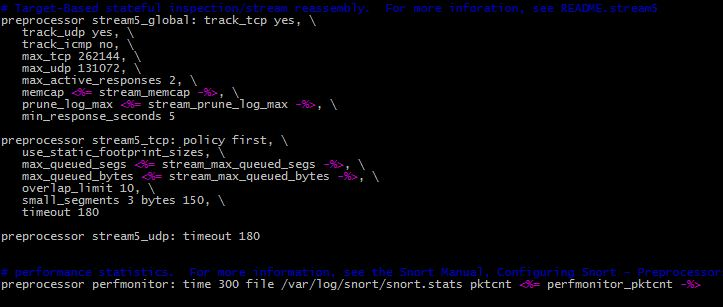 # Target-Based stateful inspection/stream reassembly.  For more inforation, see README.stream5
preprocessor stream5_global: track_tcp yes, \
   track_udp yes, \
   track_icmp no, \
   max_tcp 262144, \
   max_udp 131072, \
   max_active_responses 2, \
   memcap <%= stream_memcap -%>, \
   prune_log_max <%= stream_prune_log_max -%>, \
   min_response_seconds 5

preprocessor stream5_tcp: policy first, \
   use_static_footprint_sizes, \
   max_queued_segs <%= stream_max_queued_segs -%>, \
   max_queued_bytes <%= stream_max_queued_bytes -%>, \
   overlap_limit 10, \
   small_segments 3 bytes 150, \
   timeout 180

preprocessor stream5_udp: timeout 180

# performance statistics.  For more information, see the Snort Manual, Configuring Snort - Preprocessor
preprocessor perfmonitor: time 300 file /var/log/snort/snort.stats pktcnt <%= perfmonitor_pktcnt -%>